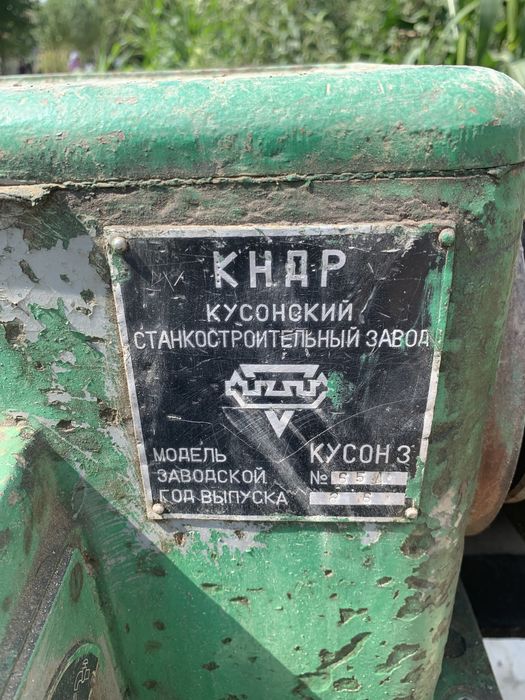 КНДР
КУСОНСКИЙ
СТАНКОСТРОИТЕЛЬНЫЙ ЗАВОД
МОДЕЛЬ КУСОН 3
ЗАВОДСКОЙ №
ГОД ВЫПУСКА